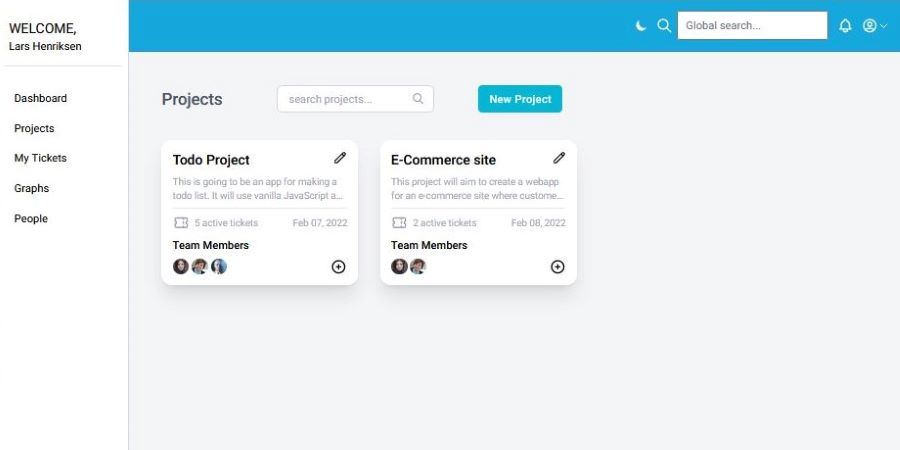 WELCOME,
Lars Henriksen
Dashboard
Projects
My Tickets
Graphs
People
Global search...
Projects
search projects...
New Project
Todo Project
This is going to be an app for making a
todo list. It will use vanilla JavaScript a...
5 active tickets
Feb 07, 2022
Team Members
E-Commerce site
This project will aim to create a webapp
for an e-commerce site where custome...
2 active tickets
Feb 08, 2022
Team Members